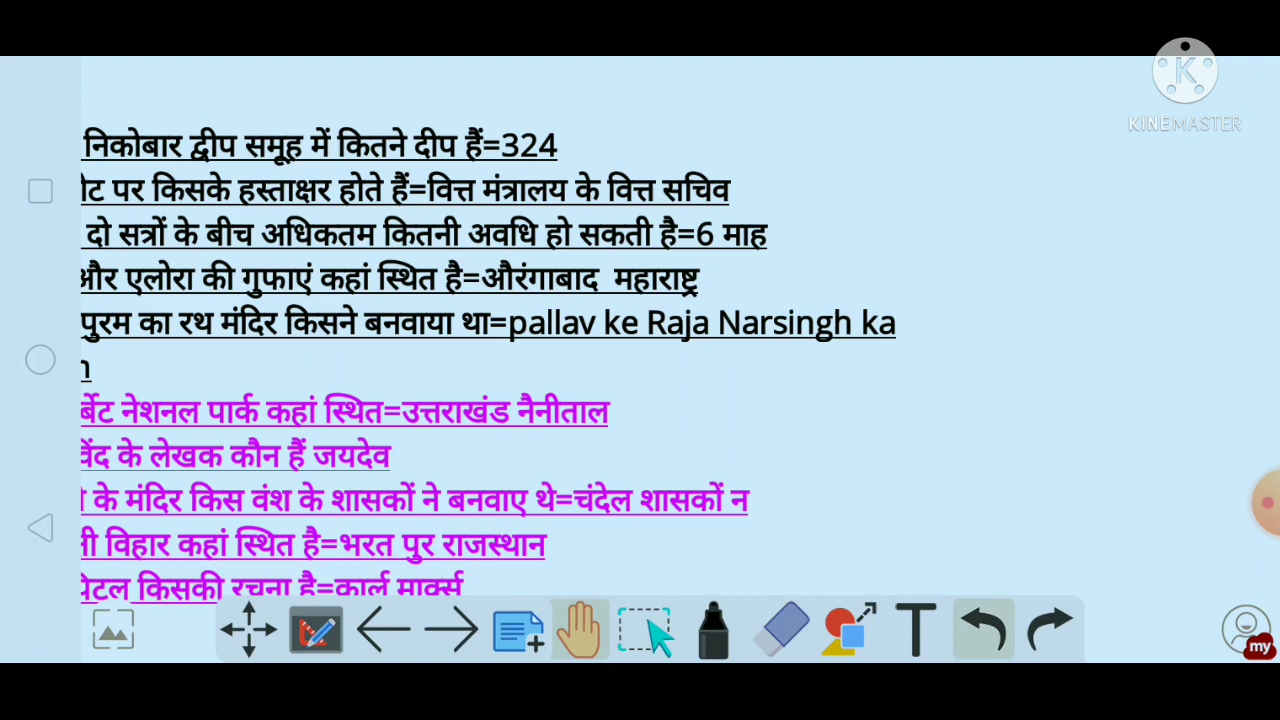 KINEMASTER
निकोबार द्वीप समूह में कितने दीप हैं=324
पर किसके हस्ताक्षर होते हैं=वित्त मंत्रालय के वित्त सचिव
दो सत्रों के बीच अधिकतम कितनी अवधि हो सकती है=6 माह
और एलोरा की गुफाएं कहां स्थित है=औरंगाबाद महाराष्ट्र
पुरम का रथ मंदिर किसने बनवाया था=pallav ke Raja Narsingh ka
नेशनल पार्क कहां स्थित=उत्तराखंड नैनीताल
के लेखक कौन हैं जयदेव
के मंदिर किस वंश के शासकों ने बनवाए थे=चंदेल शासकों न
विहार कहां स्थित है=भरत पुर राजस्थान
किसकी रचना है=कार्ल मार्क्स
my